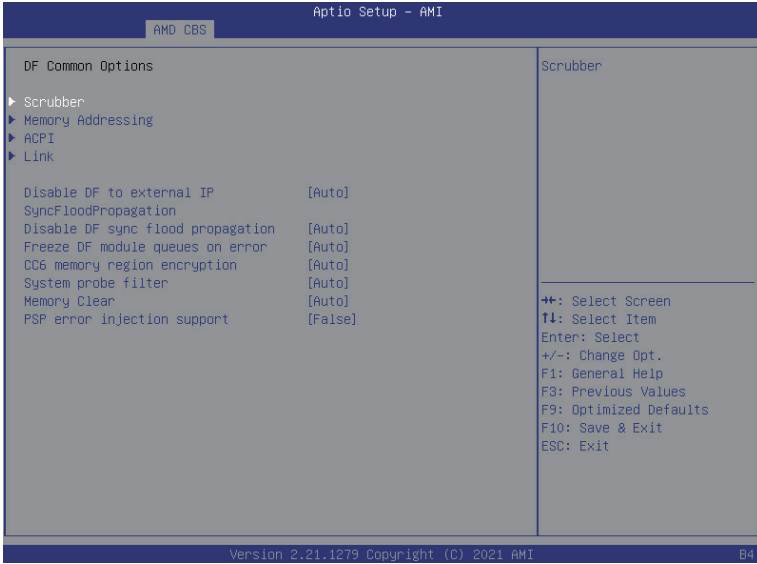 Aptio Setup – AMI
AMD CBS
DF Common Options
Scrubber
Memory Addressing
ACPI
Link
Disable DF to external IP [Auto]
SyncFloodPropagation
Disable DF sync flood propagation [Auto]
Freeze DF module queues on error [Auto]
CC6 memory region encryption [Auto]
System probe filter [Auto]
Memory Clear [Auto]
PSP error injection support [False]
Scrubber
→←: Select Screen
↑↓: Select Item
Enter: Select
+/-: Change Opt.
F1: General Help
F3: Previous Values
F9: Optimized Defaults
F10: Save & Exit
ESC: Exit
Version 2.21.1279 Copyright (C) 2021 AMI
B4